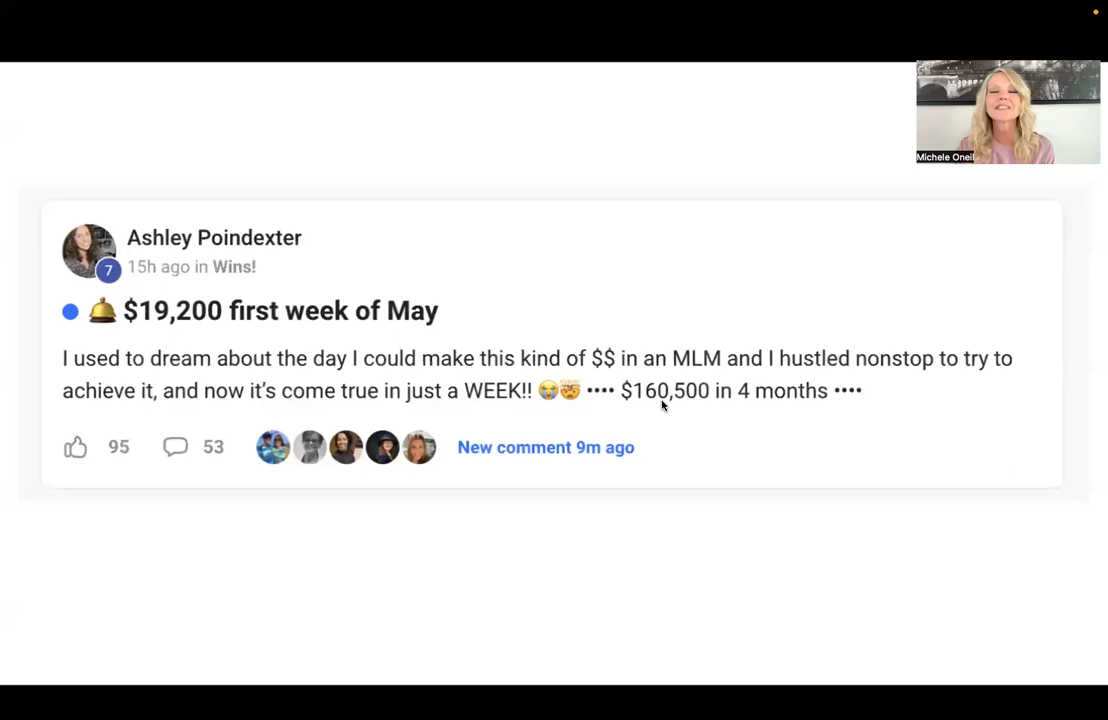 Michele Oneil
Ashley Poindexter
7
15h ago in Wins!
🛎️ $19,200 first week of May
I used to dream about the day I could make this kind of $$ in an MLM and I hustled nonstop to try to
achieve it, and now it’s come true in just a WEEK!! 😭🤯 •••• $160,500 in 4 months ••••
95 53 New comment 9m ago